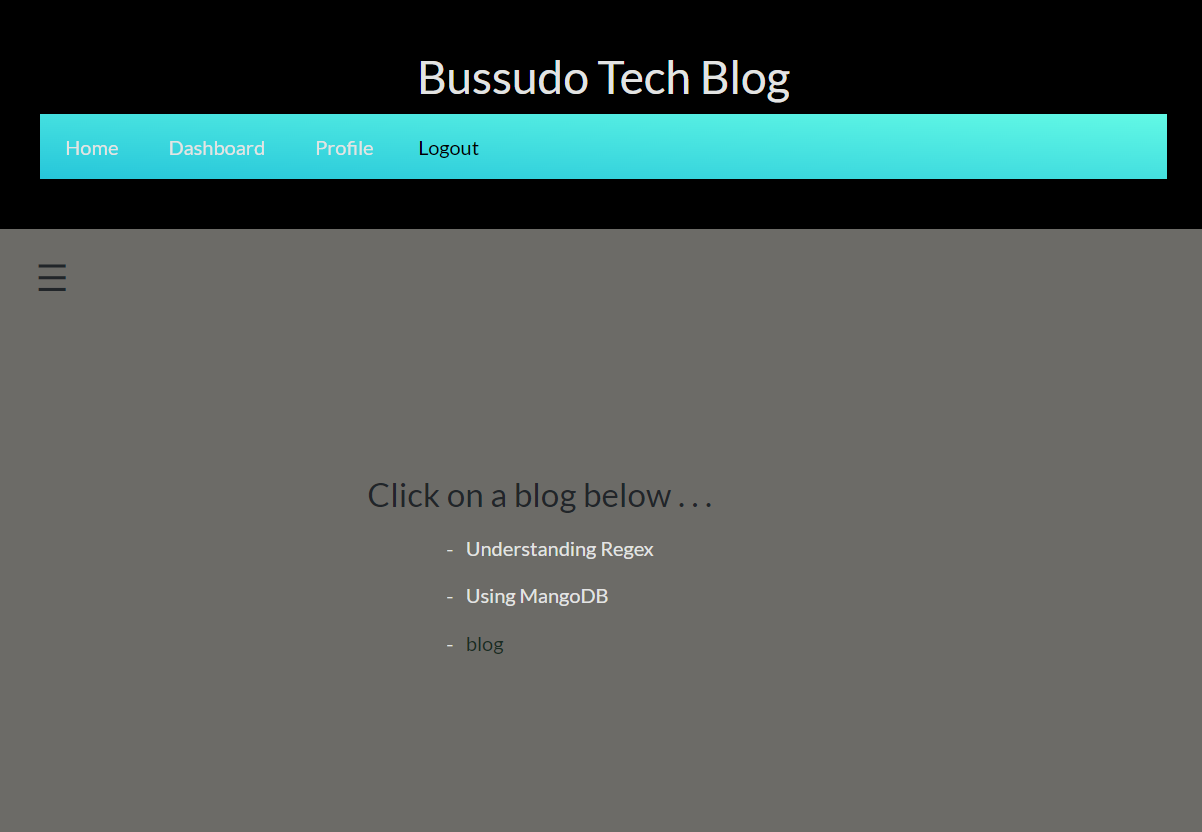 Bussudo Tech Blog
Home Dashboard Profile Logout
Click on a blog below . . .
- Understanding Regex
- Using MangoDB
- blog